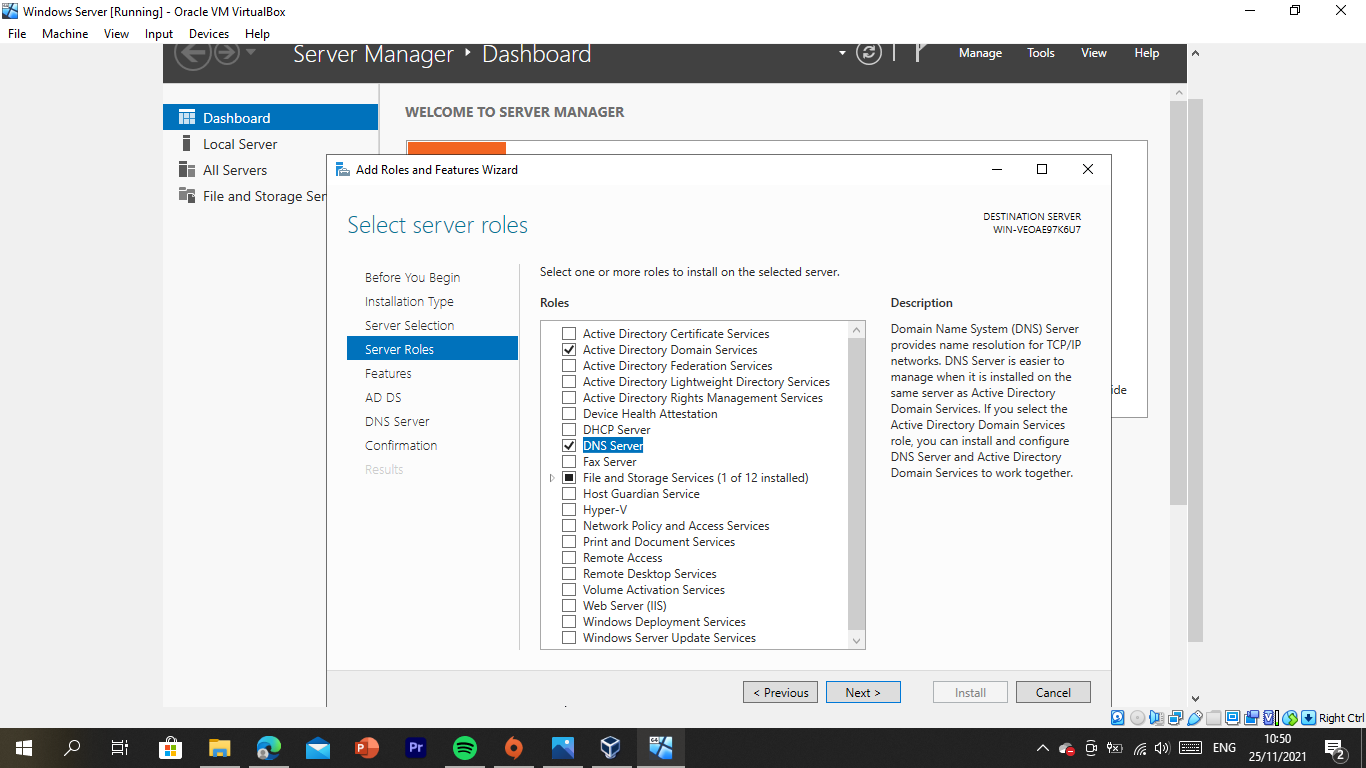 Windows Server [Running] - Oracle VM VirtualBox
File Machine View Input Devices Help
Server Manager Dashboard
Manage Tools View Help
Dashboard
Local Server
All Servers
File and Storage Ser
WELCOME TO SERVER MANAGER
Add Roles and Features Wizard
Select server roles
DESTINATION SERVER
WIN-VEOAE97K6U7
Before You Begin
Installation Type
Server Selection
Server Roles
Features
AD DS
DNS Server
Confirmation
Results
Select one or more roles to install on the selected server.
Roles
Active Directory Certificate Services
Active Directory Domain Services
Active Directory Federation Services
Active Directory Lightweight Directory Services
Active Directory Rights Management Services
Device Health Attestation
DHCP Server
DNS Server
Fax Server
File and Storage Services (1 of 12 installed)
Host Guardian Service
Hyper-V
Network Policy and Access Services
Print and Document Services
Remote Access
Remote Desktop Services
Volume Activation Services
Web Server (IIS)
Windows Deployment Services
Windows Server Update Services
Description
Domain Name System (DNS) Server
provides name resolution for TCP/IP
networks. DNS Server is easier to
manage when it is installed on the
same server as Active Directory
Domain Services. If you select the
Active Directory Domain Services
role, you can install and configure
DNS Server and Active Directory
Domain Services to work together.
ide
< Previous
Next >
Install
Cancel
Right Ctrl
Pr
64
ENG
10:50
25/11/2021
2